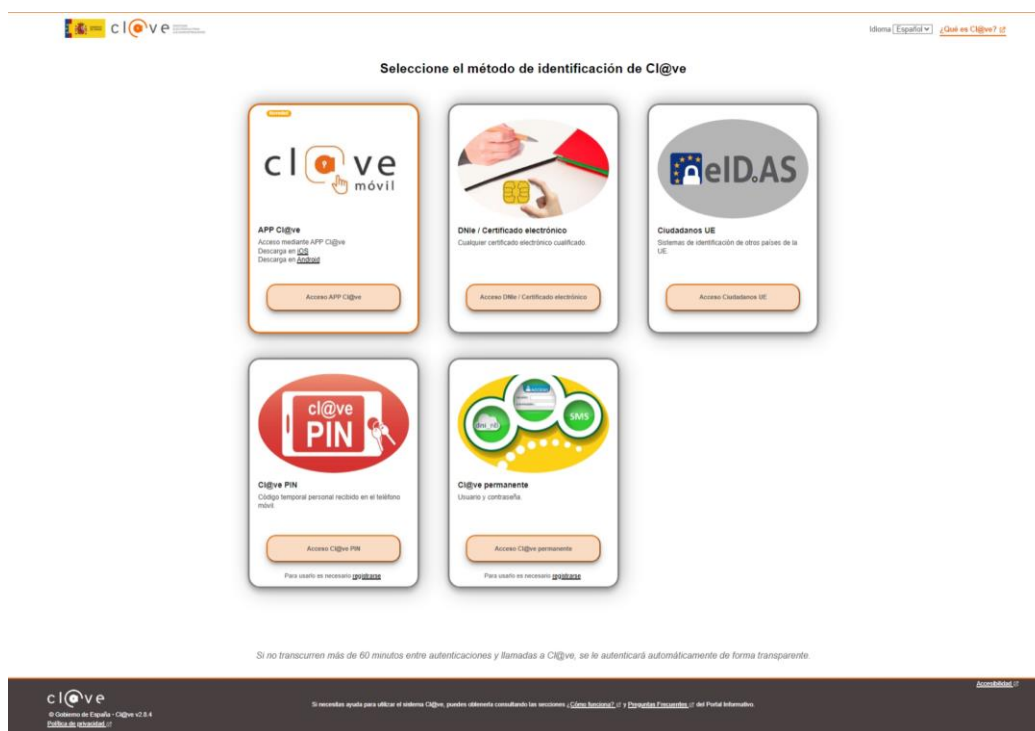 cl@ve
Idioma Español ¿Qué es Cl@ve?
Seleccione el método de identificación de Cl@ve
Novedad
cl@ve
móvil
APP Cl@ve
Acceso mediante APP Cl@ve
Descarga en iOS
Descarga en Android
Acceso APP Cl@ve
DNIe / Certificado electrónico
Cualquier certificado electrónico cualificado.
Acceso DNIe / Certificado electrónico
eID.AS
Ciudadanos UE
Sistemas de identificación de otros países de la
UE.
Acceso Ciudadanos UE
cl@ve
PIN
Cl@ve PIN
Código temporal personal recibido en el teléfono
móvil.
Acceso Cl@ve PIN
Para usarlo es necesario registrarse
dni_nie
SMS
Cl@ve permanente
Usuario y contraseña.
Acceso Cl@ve permanente
Para usarlo es necesario registrarse
Si no transcurren más de 60 minutos entre autenticaciones y llamadas a Cl@ve, se le autenticará automáticamente de forma transparente.
Accesibilidad
cl@ve
© Gobierno de España - Cl@ve v2.8.4
Política de privacidad
Si necesitas ayuda para utilizar el sistema Cl@ve, puedes obtenerla consultando las secciones ¿Cómo funciona? y Preguntas Frecuentes del Portal Informativo.